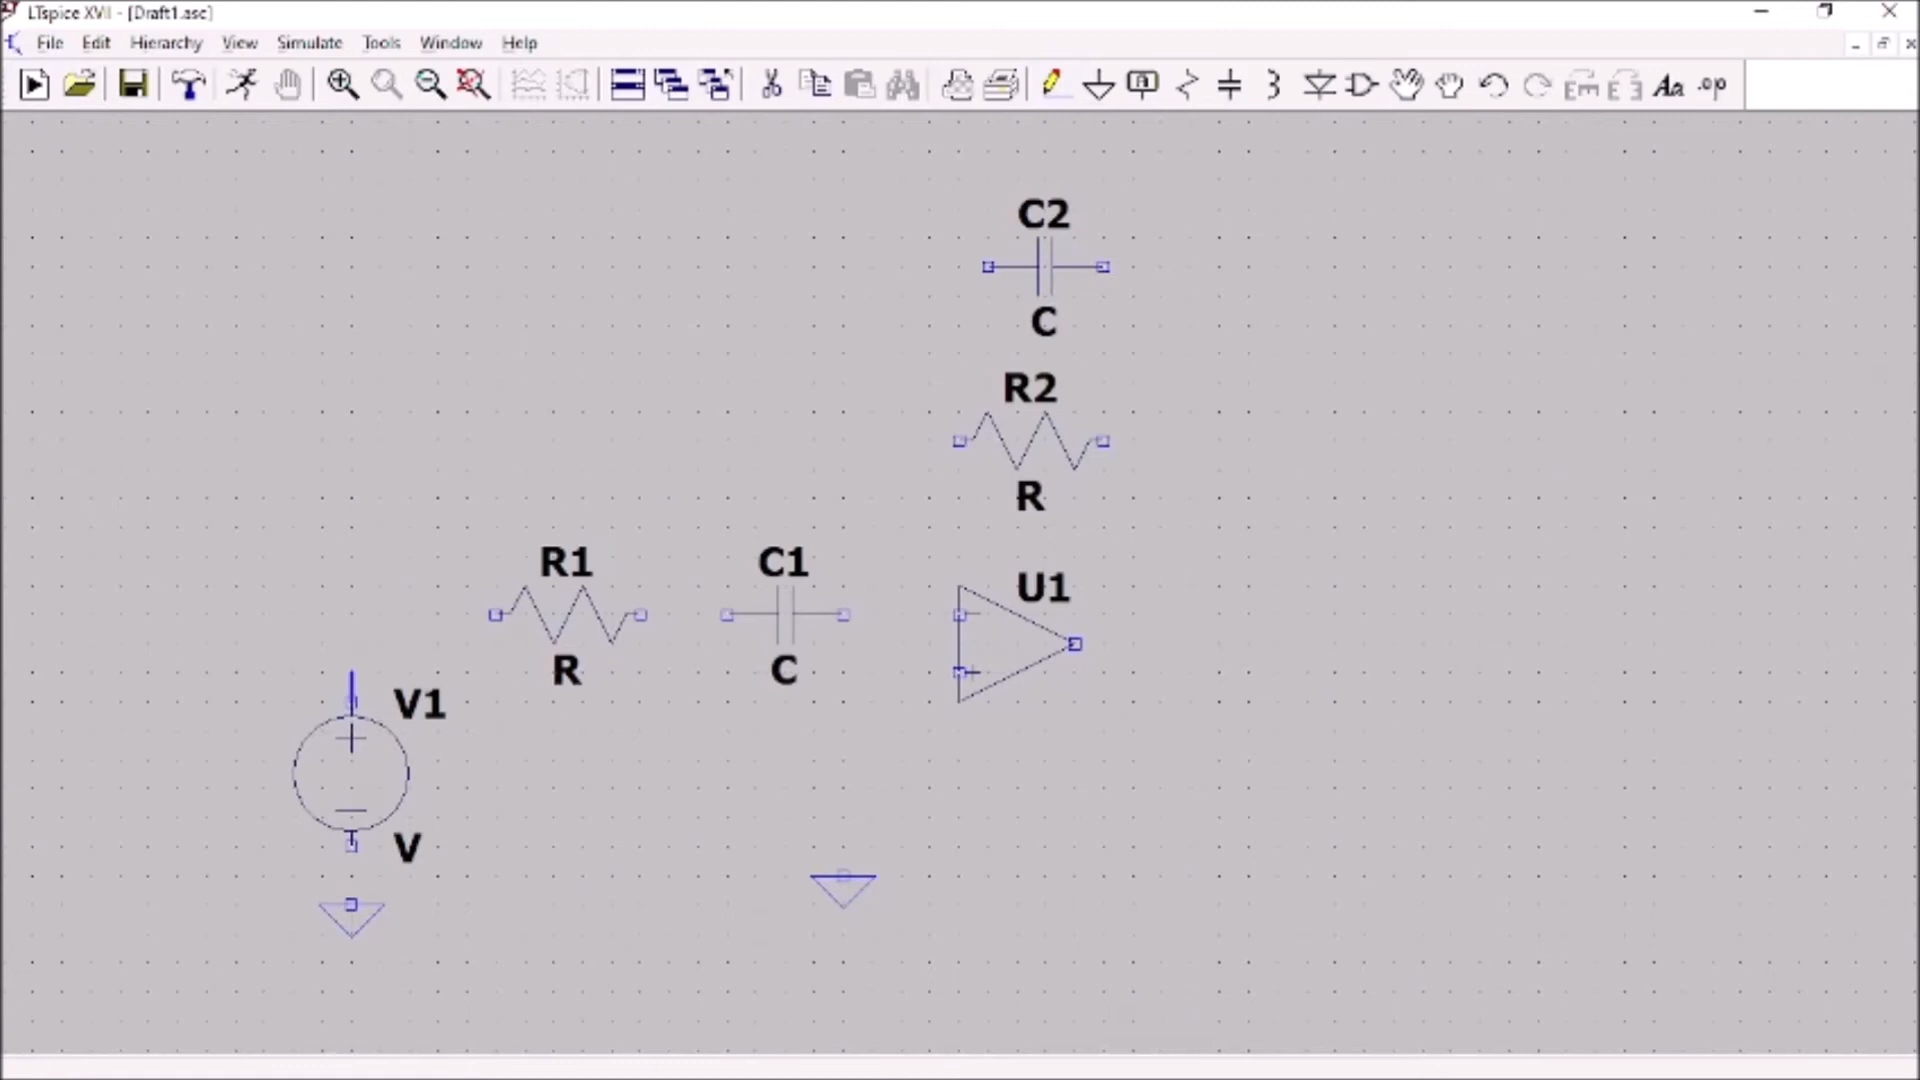 LTspice XVII - [Draft1.asc]
File Edit Hierarchy View Simulate Tools Window Help
Aa .op
C2
C
R2
R
R1 C1 U1
R C
V1
V